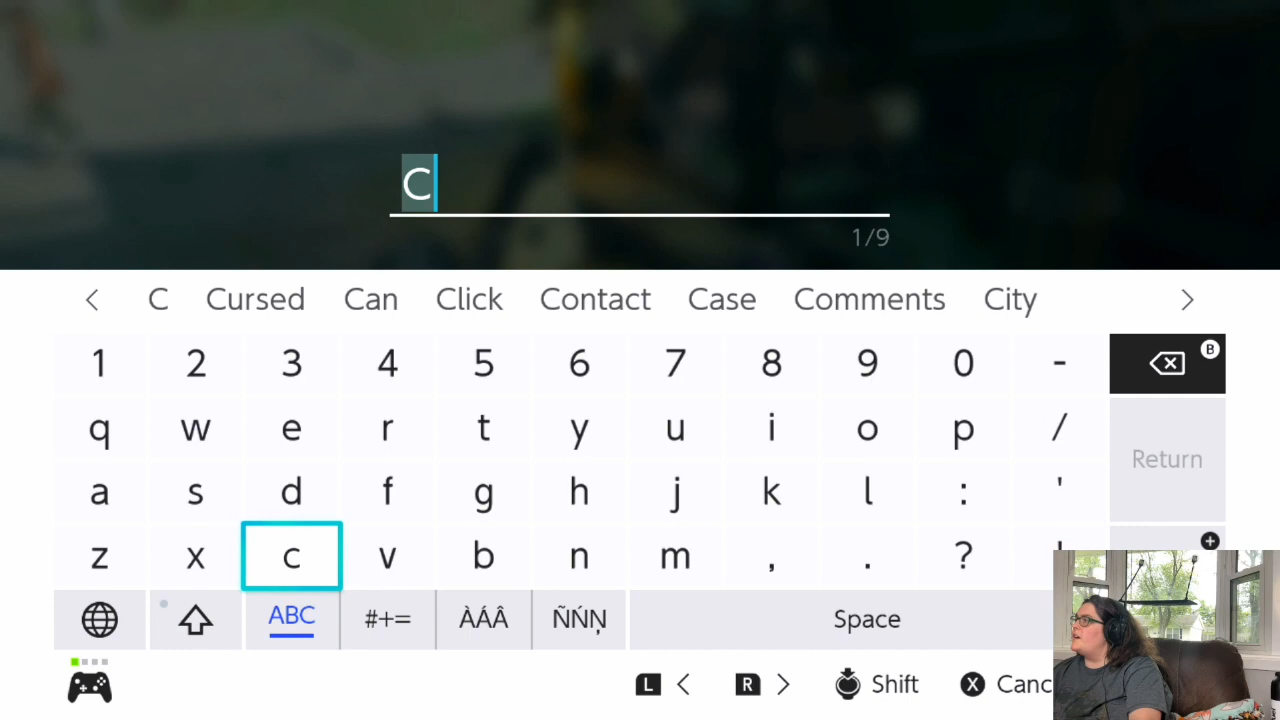 C
1/9
C Cursed Can Click Contact Case Comments City
1 2 3 4 5 6 7 8 9 0 - B
q w e r t y u i o p /
Return
a s d f g h j k l : '
z x c v b n m , . ? +
ABC #+= ÀÁÂ ÑŃŅ Space
L R Shift X Canc